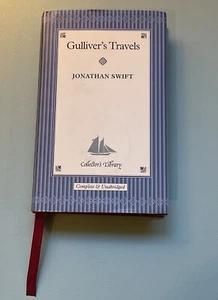 Gulliver's Travels
JONATHAN SWIFT
Collector's Library
Complete & Unabridged